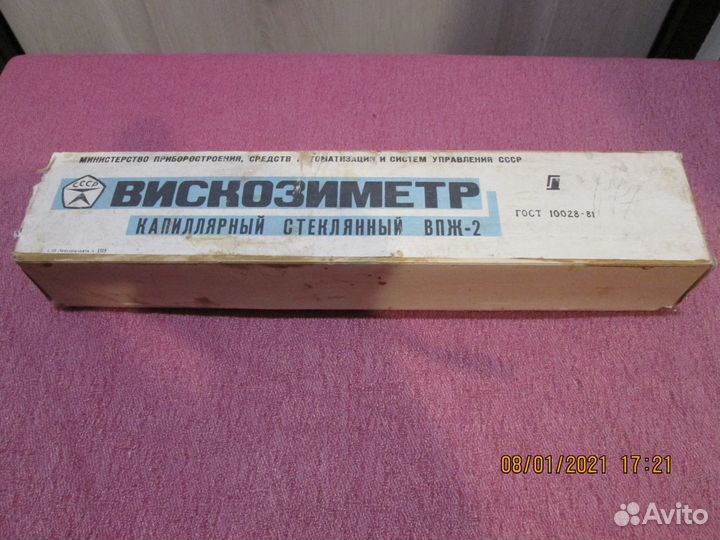 МИНИСТЕРСТВО ПРИБОРОСТРОЕНИЯ, СРЕДСТВ АВТОМАТИЗАЦИИ И СИСТЕМ УПРАВЛЕНИЯ СССР
СССР
ВИСКОЗИМЕТР
КАПИЛЛЯРНЫЙ СТЕКЛЯННЫЙ ВПЖ-2
ГОСТ 10028-81
08/01/2021 17:21
Avito